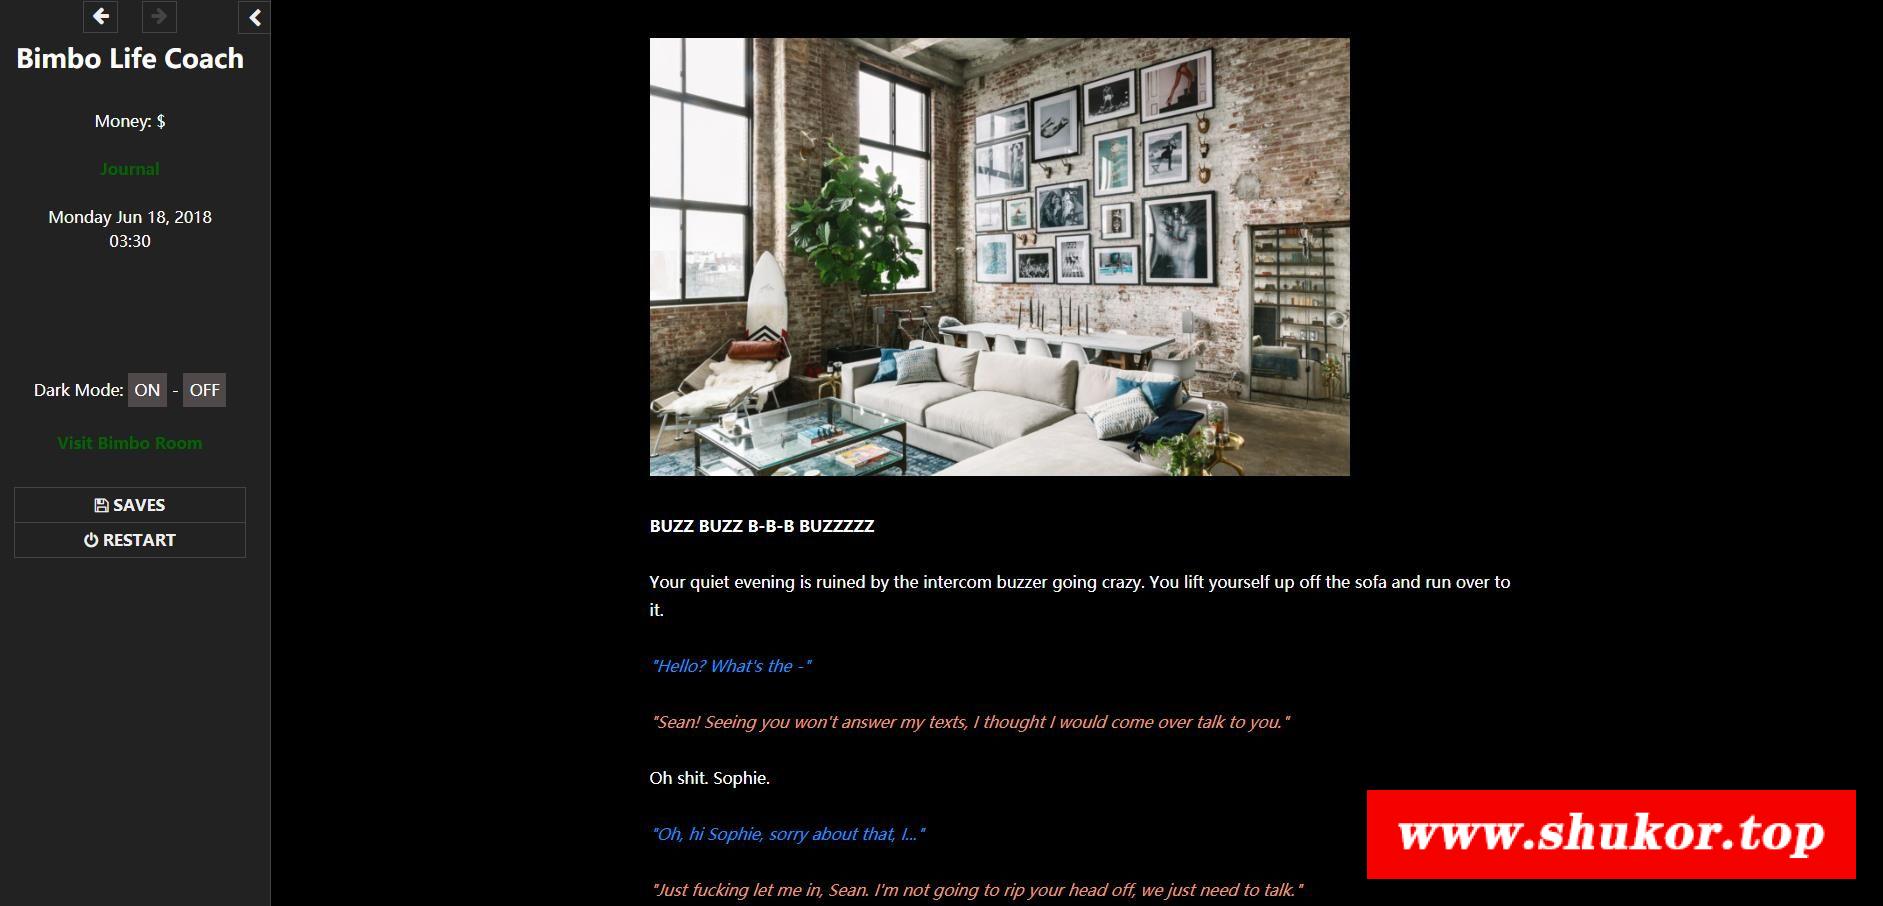 Bimbo Life Coach
Money: $
Journal
Monday Jun 18, 2018
03:30
Dark Mode: ON - OFF
Visit Bimbo Room
SAVES
RESTART
BUZZ BUZZ B-B-B BUZZZZZ
Your quiet evening is ruined by the intercom buzzer going crazy. You lift yourself up off the sofa and run over to
it.
"Hello? What's the -"
"Sean! Seeing you won't answer my texts, I thought I would come over talk to you."
Oh shit. Sophie.
"Oh, hi Sophie, sorry about that, I..."
"Just fucking let me in, Sean. I'm not going to rip your head off, we just need to talk."
www.shukor.top